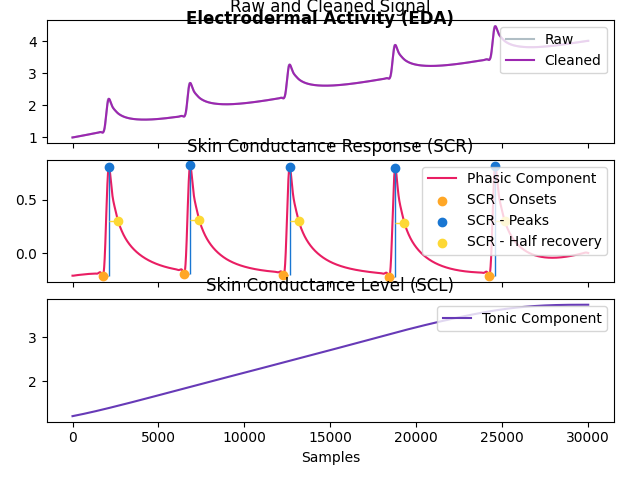 Raw and Cleaned Signal
Electrodermal Activity (EDA)
4
3
2
1
Raw
Cleaned
Skin Conductance Response (SCR)
0.5
0.0
Phasic Component
SCR - Onsets
SCR - Peaks
SCR - Half recovery
Skin Conductance Level (SCL)
3
2
Tonic Component
0 5000 10000 15000 20000 25000 30000
Samples